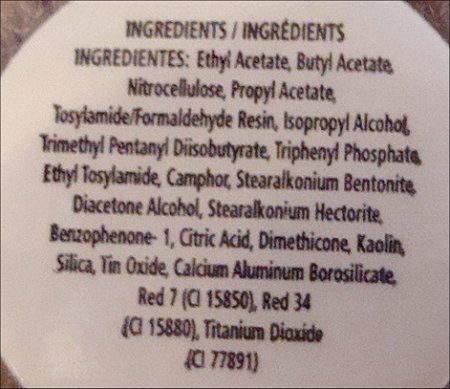 INGREDIENTS / INGRÉDIENTS
INGREDIENTES: Ethyl Acetate, Butyl Acetate,
Nitrocellulose, Propyl Acetate,
Tosylamide/Formaldehyde Resin, Isopropyl Alcohol,
Trimethyl Pentanyl Diisobutyrate, Triphenyl Phosphate,
Ethyl Tosylamide, Camphor, Stearalkonium Bentonite,
Diacetone Alcohol, Stearalkonium Hectorite,
Benzophenone- 1, Citric Acid, Dimethicone, Kaolin,
Silica, Tin Oxide, Calcium Aluminum Borosilicate,
Red 7 (CI 15850), Red 34
(CI 15880), Titanium Dioxide
(CI 77891)